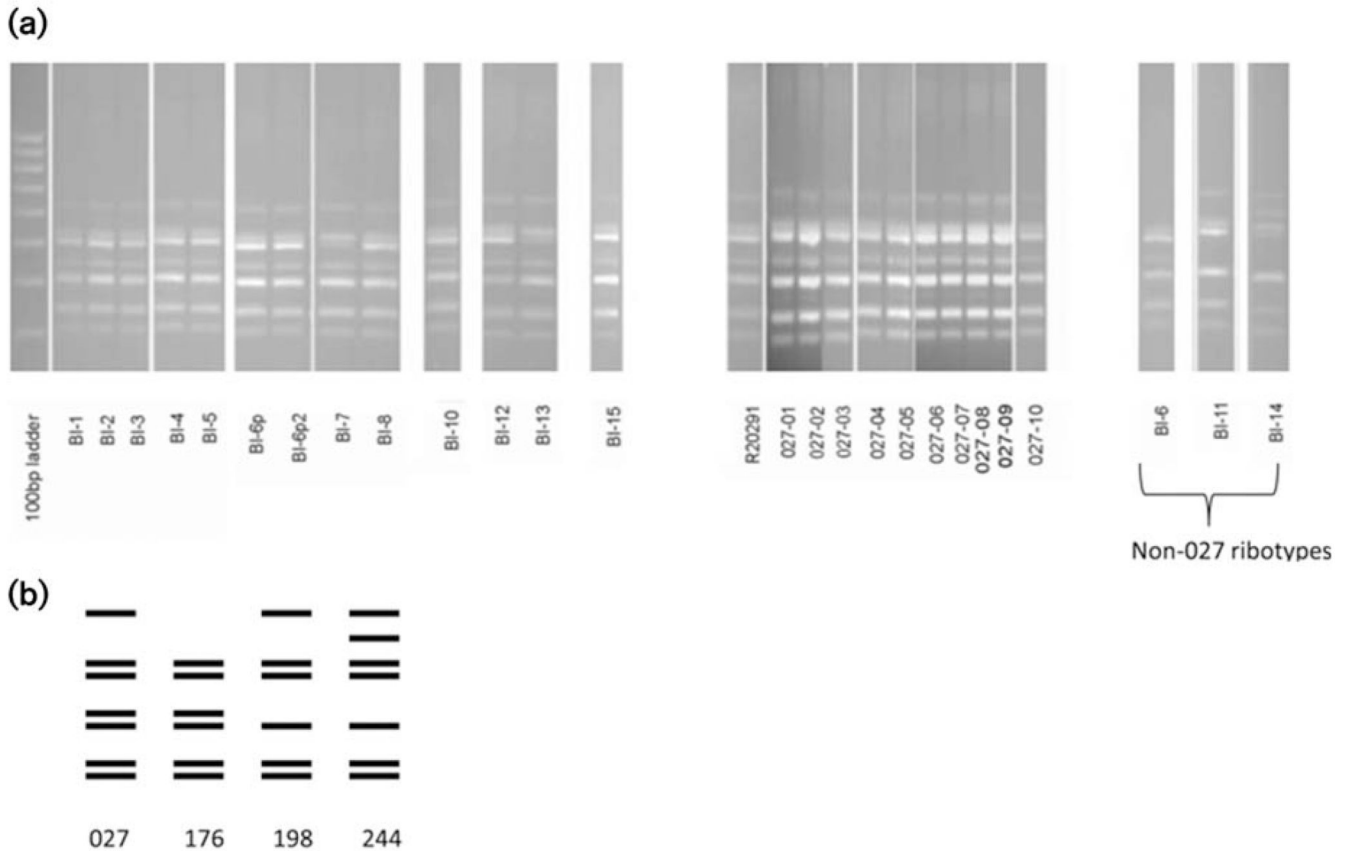 (a)
100bp ladder
BI-1
BI-2
BI-3
BI-4
BI-5
BI-6p
BI-6p2
BI-7
BI-8
BI-10
BI-12
BI-13
BI-15
R20291
027-01
027-02
027-03
027-04
027-05
027-06
027-07
027-08
027-09
027-10
BI-6
BI-11
BI-14
Non-027 ribotypes
(b)
027 176 198 244